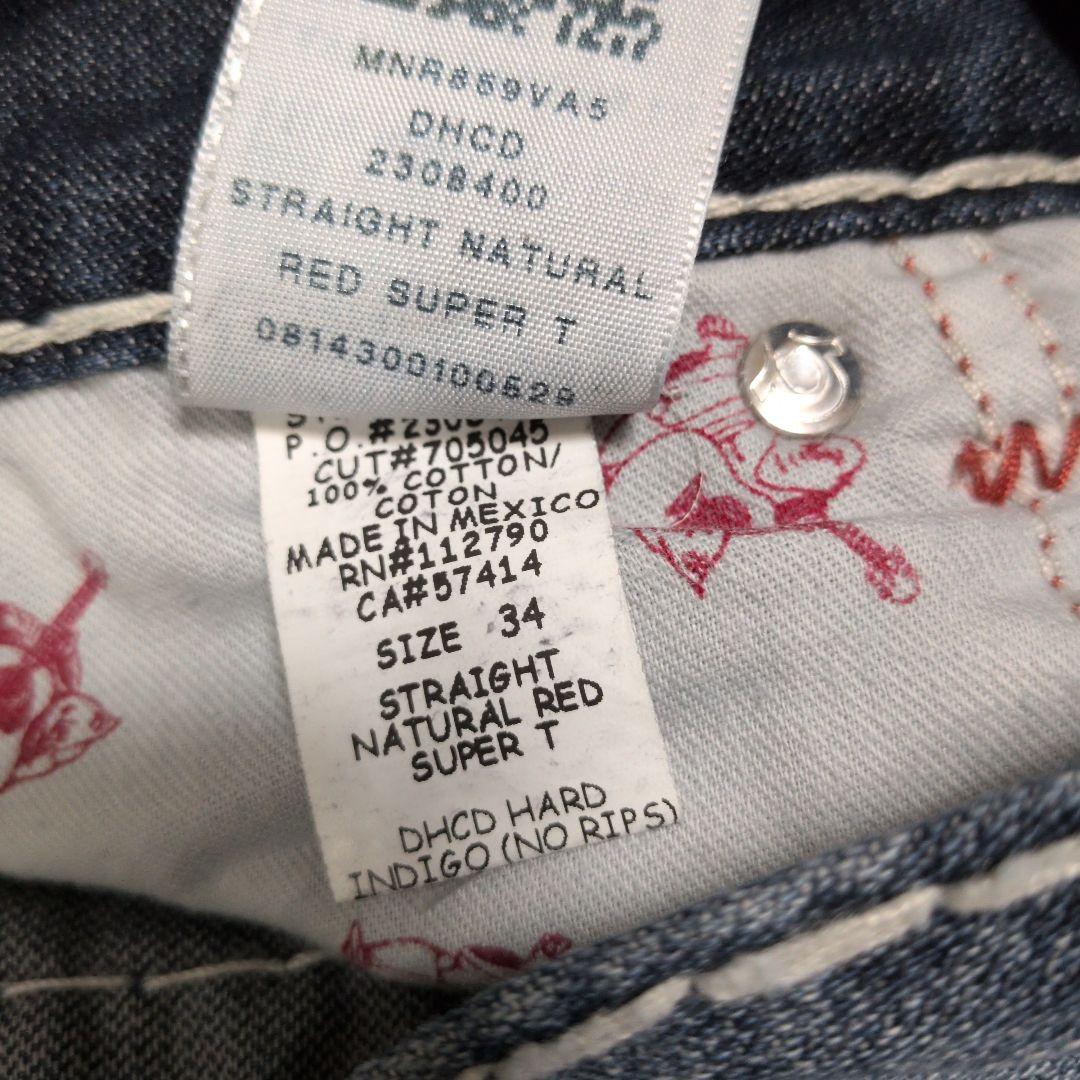 MNR859VA5
DHCD
2308400
STRAIGHT NATURAL
RED SUPER T
0814300100529
P.O.#2308
CUT#705045
100% COTTON/
COTON
MADE IN MEXICO
RN#112790
CA#57414
SIZE 34
STRAIGHT
NATURAL RED
SUPER T
DHCD HARD
INDIGO (NO RIPS)